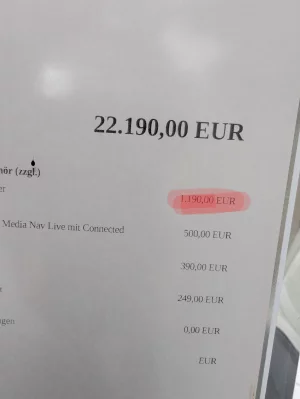 22.190,00 EUR
hör (zzgl.)
er
1.190,00 EUR
Media Nav Live mit Connected
500,00 EUR
390,00 EUR
249,00 EUR
ngen
0,00 EUR
EUR